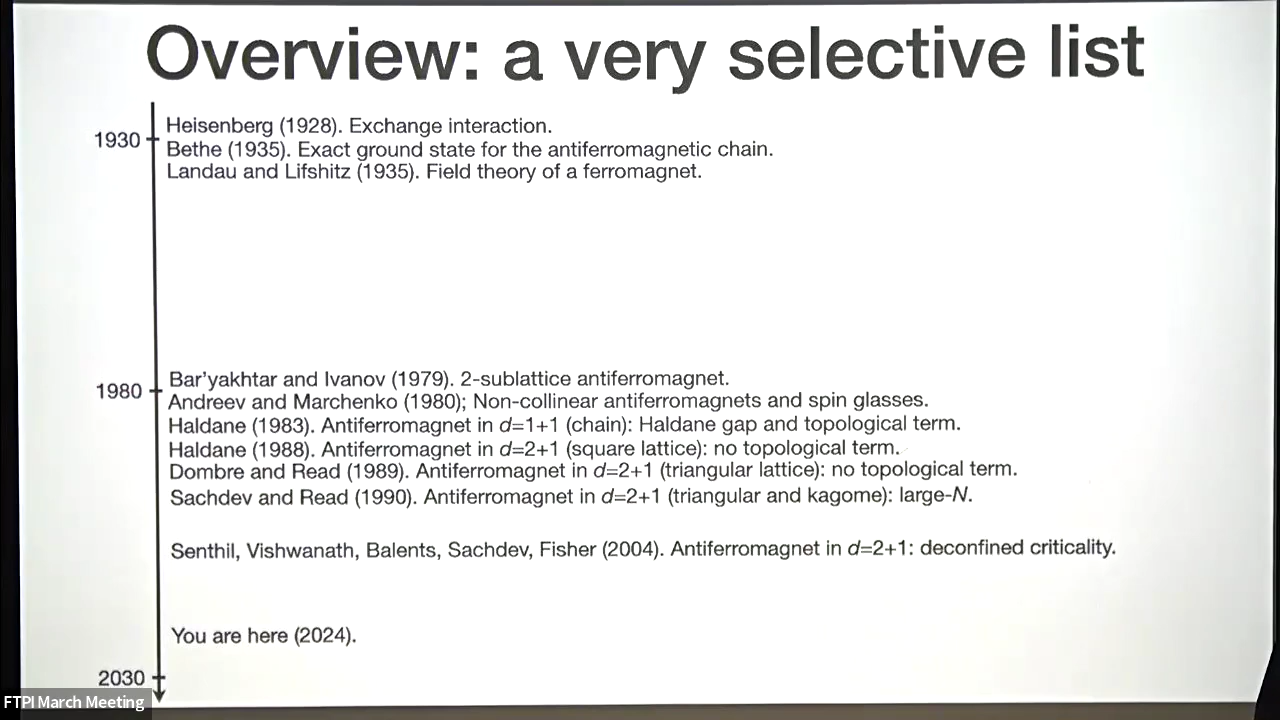 Overview: a very selective list
1930
Heisenberg (1928). Exchange interaction.
Bethe (1935). Exact ground state for the antiferromagnetic chain.
Landau and Lifshitz (1935). Field theory of a ferromagnet.
1980
Bar'yakhtar and Ivanov (1979). 2-sublattice antiferromagnet.
Andreev and Marchenko (1980); Non-collinear antiferromagnets and spin glasses.
Haldane (1983). Antiferromagnet in d=1+1 (chain): Haldane gap and topological term.
Haldane (1988). Antiferromagnet in d=2+1 (square lattice): no topological term.
Dombre and Read (1989). Antiferromagnet in d=2+1 (triangular lattice): no topological term.
Sachdev and Read (1990). Antiferromagnet in d=2+1 (triangular and kagome): large-N.
Senthil, Vishwanath, Balents, Sachdev, Fisher (2004). Antiferromagnet in d=2+1: deconfined criticality.
You are here (2024).
2030
FTPI March Meeting